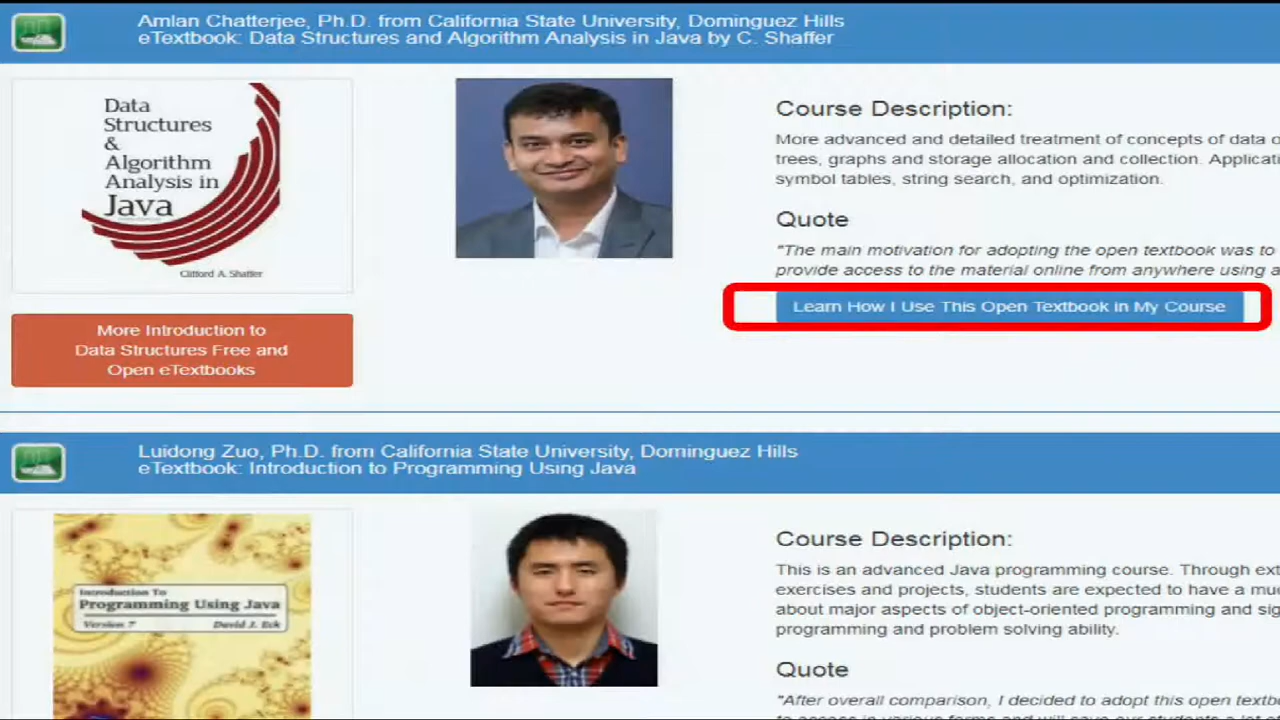 Amlan Chatterjee, Ph.D. from California State University, Dominguez Hills
eTextbook: Data Structures and Algorithm Analysis in Java by C. Shaffer
Data
Structures
&
Algorithm
Analysis in
Java
Clifford A. Shaffer
More Introduction to
Data Structures Free and
Open eTextbooks
Course Description:
More advanced and detailed treatment of concepts of data
trees, graphs and storage allocation and collection. Applicati
symbol tables, string search, and optimization.
Quote
"The main motivation for adopting the open textbook was to
provide access to the material online from anywhere using a
Learn How I Use This Open Textbook in My Course
Luidong Zuo, Ph.D. from California State University, Dominguez Hills
eTextbook: Introduction to Programming Using Java
Introduction To
Programming Using Java
Version 7 David J. Eck
Course Description:
This is an advanced Java programming course. Through ext
exercises and projects, students are expected to have a mu
about major aspects of object-oriented programming and sig
programming and problem solving ability.
Quote
"After overall comparison, I decided to adopt this open textb